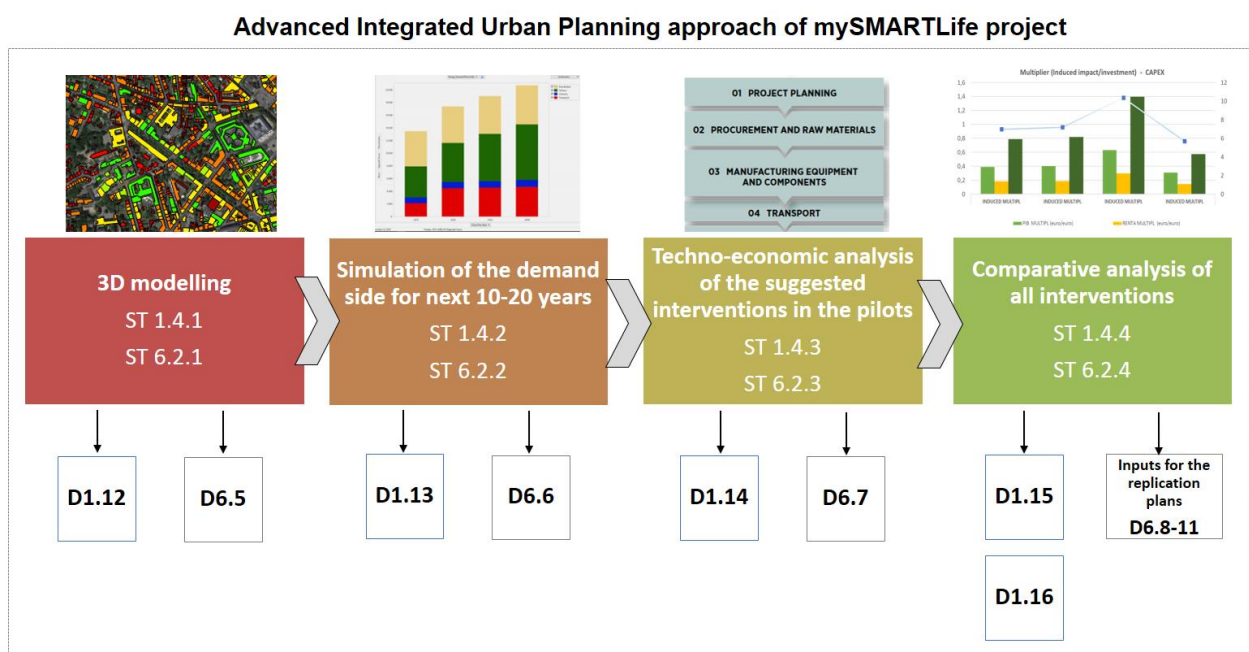 Advanced Integrated Urban Planning approach of mySMARTLife project
01 PROJECT PLANNING
02 PROCUREMENT AND RAW MATERIALS
03 MANUFACTURING EQUIPMENT
AND COMPONENTS
04 TRANSPORT
Multiplier (Induced impact/investment) - CAPEX
1,6
1,4
1,2
1
0,8
0,6
0,4
0,2
0
12
10
8
6
4
2
0
INDUCED MULTIPL
INDUCED MULTIPL
INDUCED MULTIPL
INDUCED MULTIPL
PIB MULTIPL (euro/euro)
RENTA MULTIPL (euro/euro)
3D modelling
ST 1.4.1
ST 6.2.1
Simulation of the demand
side for next 10-20 years
ST 1.4.2
ST 6.2.2
Techno-economic analysis
of the suggested
interventions in the pilots
ST 1.4.3
ST 6.2.3
Comparative analysis of
all interventions
ST 1.4.4
ST 6.2.4
D1.12
D6.5
D1.13
D6.6
D1.14
D6.7
D1.15
Inputs for the
replication
plans
D6.8-11
D1.16